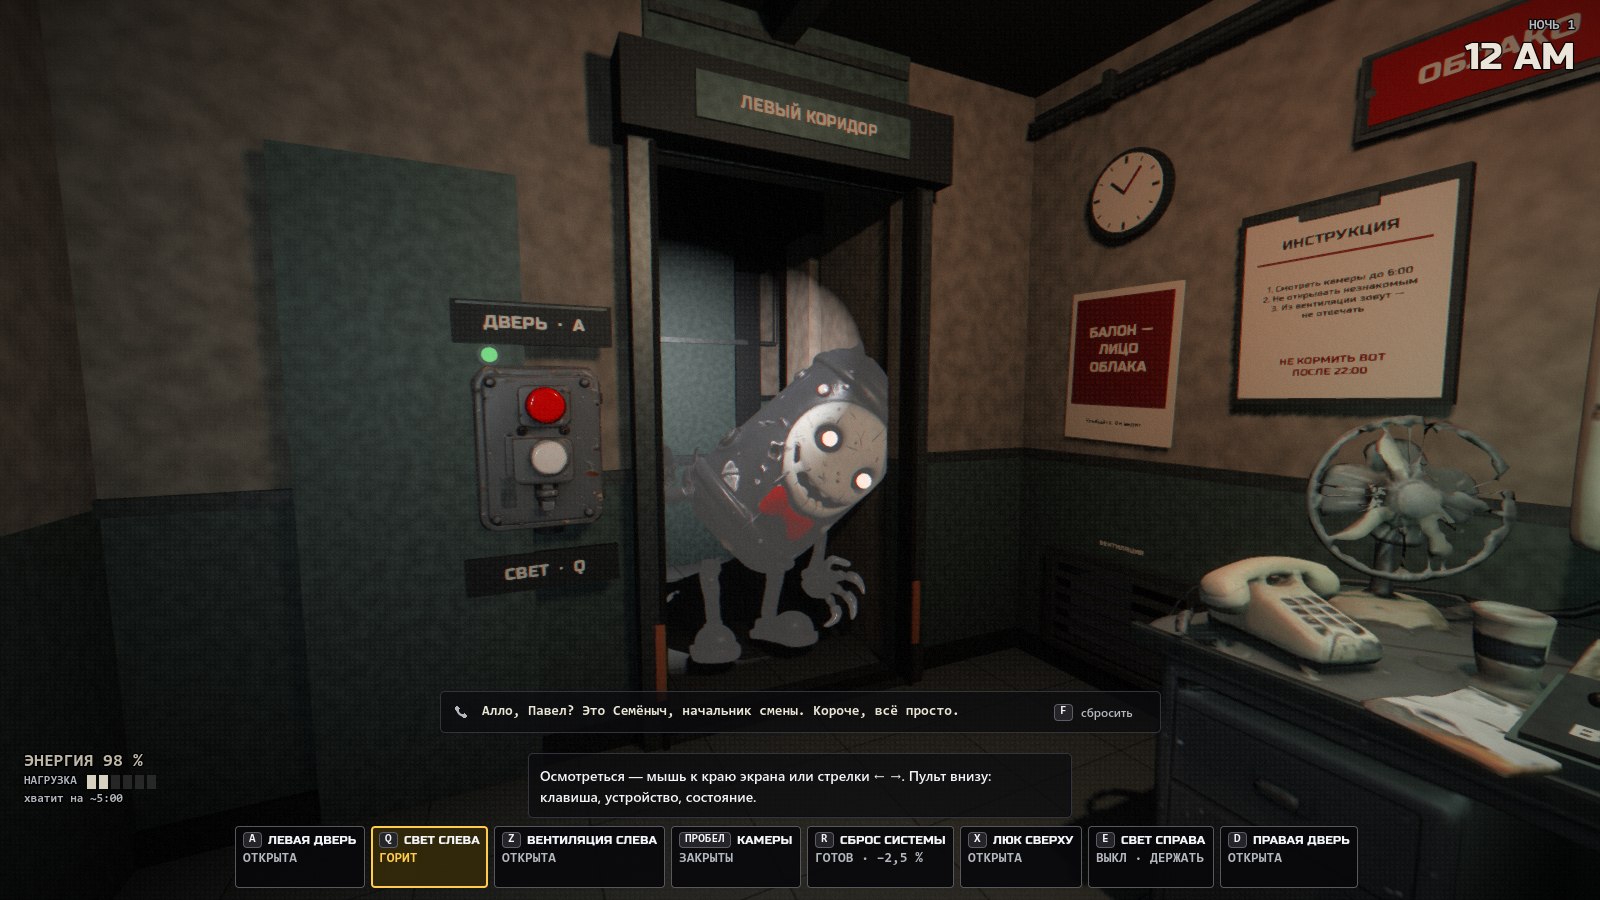 НОЧЬ 1
12 AM
ОБЛАКО
ЛЕВЫЙ КОРИДОР
ИНСТРУКЦИЯ
1. Смотреть камеры до 6:00
2. Не открывать незнакомым
3. Из вентиляции зовут —
не отвечать
НЕ КОРМИТЬ ВОТ
ПОСЛЕ 22:00
ДВЕРЬ · A
БАЛОН —
ЛИЦО
ОБЛАКА
СВЕТ · Q
ВЕНТИЛЯЦИЯ
Алло, Павел? Это Семёныч, начальник смены. Короче, всё просто.
F сбросить
ЭНЕРГИЯ 98 %
НАГРУЗКА
хватит на ~5:00
Осмотреться — мышь к краю экрана или стрелки ← →. Пульт внизу:
клавиша, устройство, состояние.
A ЛЕВАЯ ДВЕРЬ
ОТКРЫТА
Q СВЕТ СЛЕВА
ГОРИТ
Z ВЕНТИЛЯЦИЯ СЛЕВА
ОТКРЫТА
ПРОБЕЛ КАМЕРЫ
ЗАКРЫТЫ
R СБРОС СИСТЕМЫ
ГОТОВ · −2,5 %
X ЛЮК СВЕРХУ
ОТКРЫТА
E СВЕТ СПРАВА
ВЫКЛ · ДЕРЖАТЬ
D ПРАВАЯ ДВЕРЬ
ОТКРЫТА